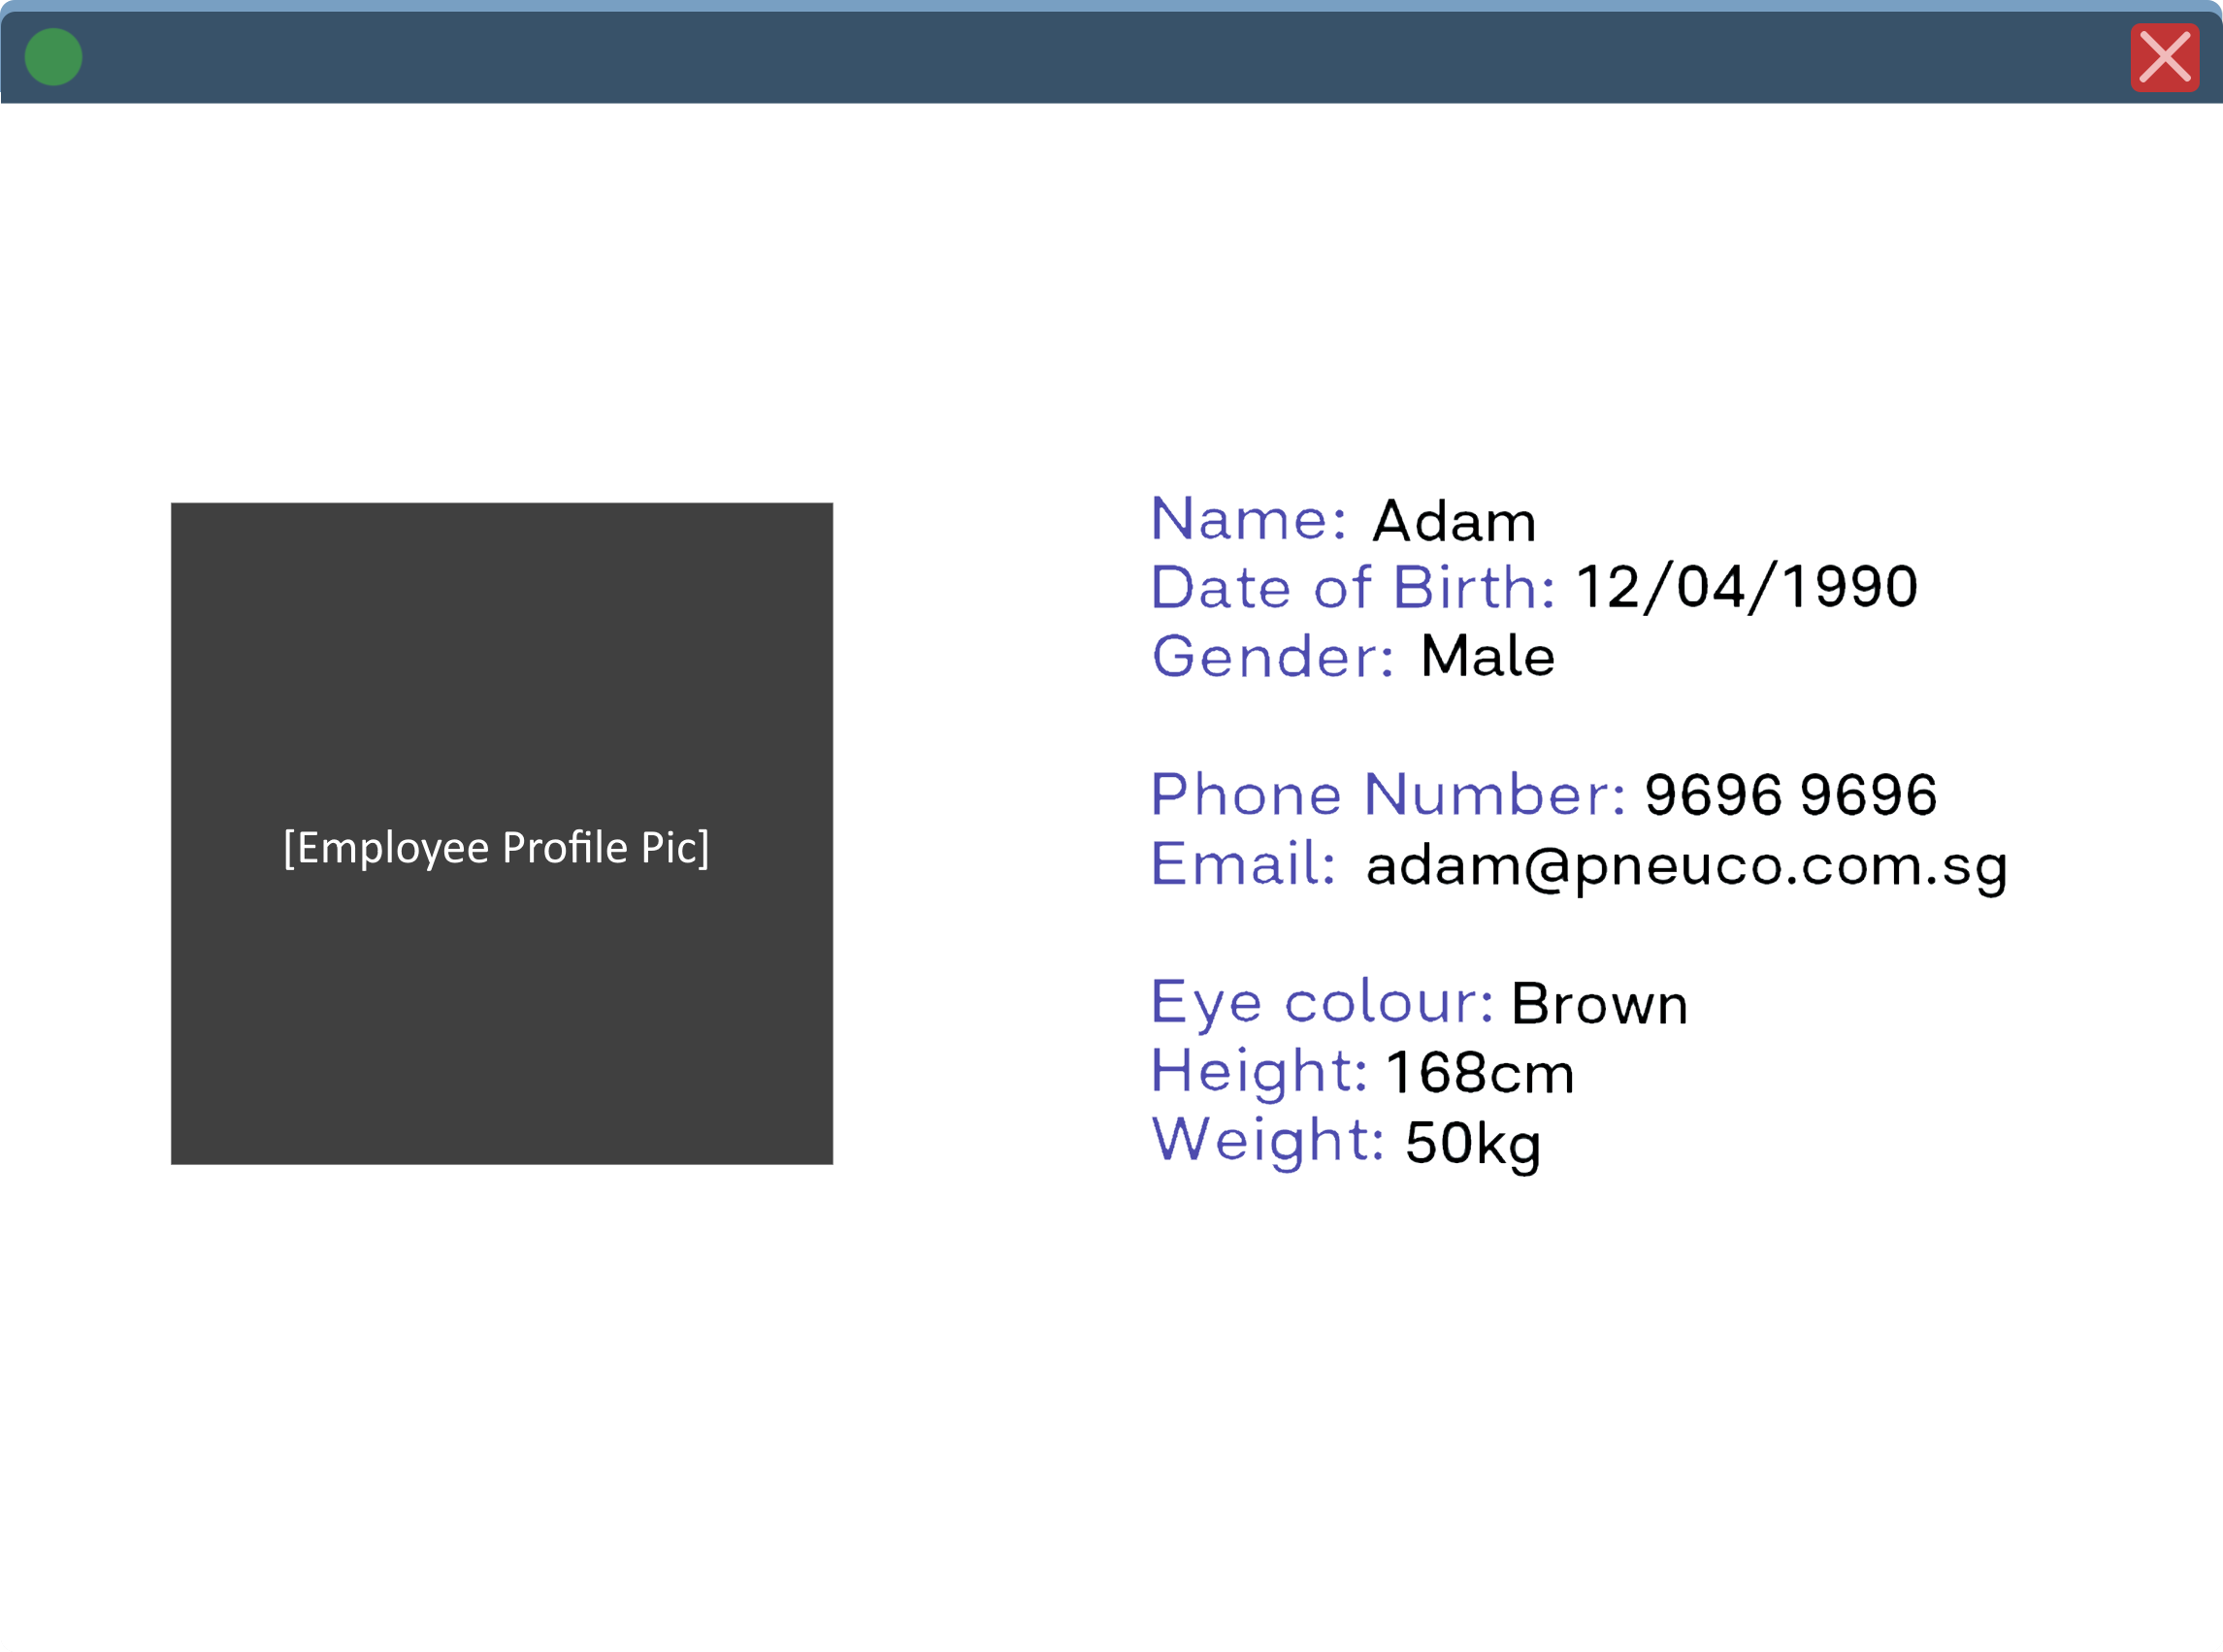 [Employee Profile Pic]
Name: Adam
Date of Birth: 12/04/1990
Gender: Male
Phone Number: 9696 9696
Email: adam@pneuco.com.sg
Eye colour: Brown
Height: 168cm
Weight: 50kg